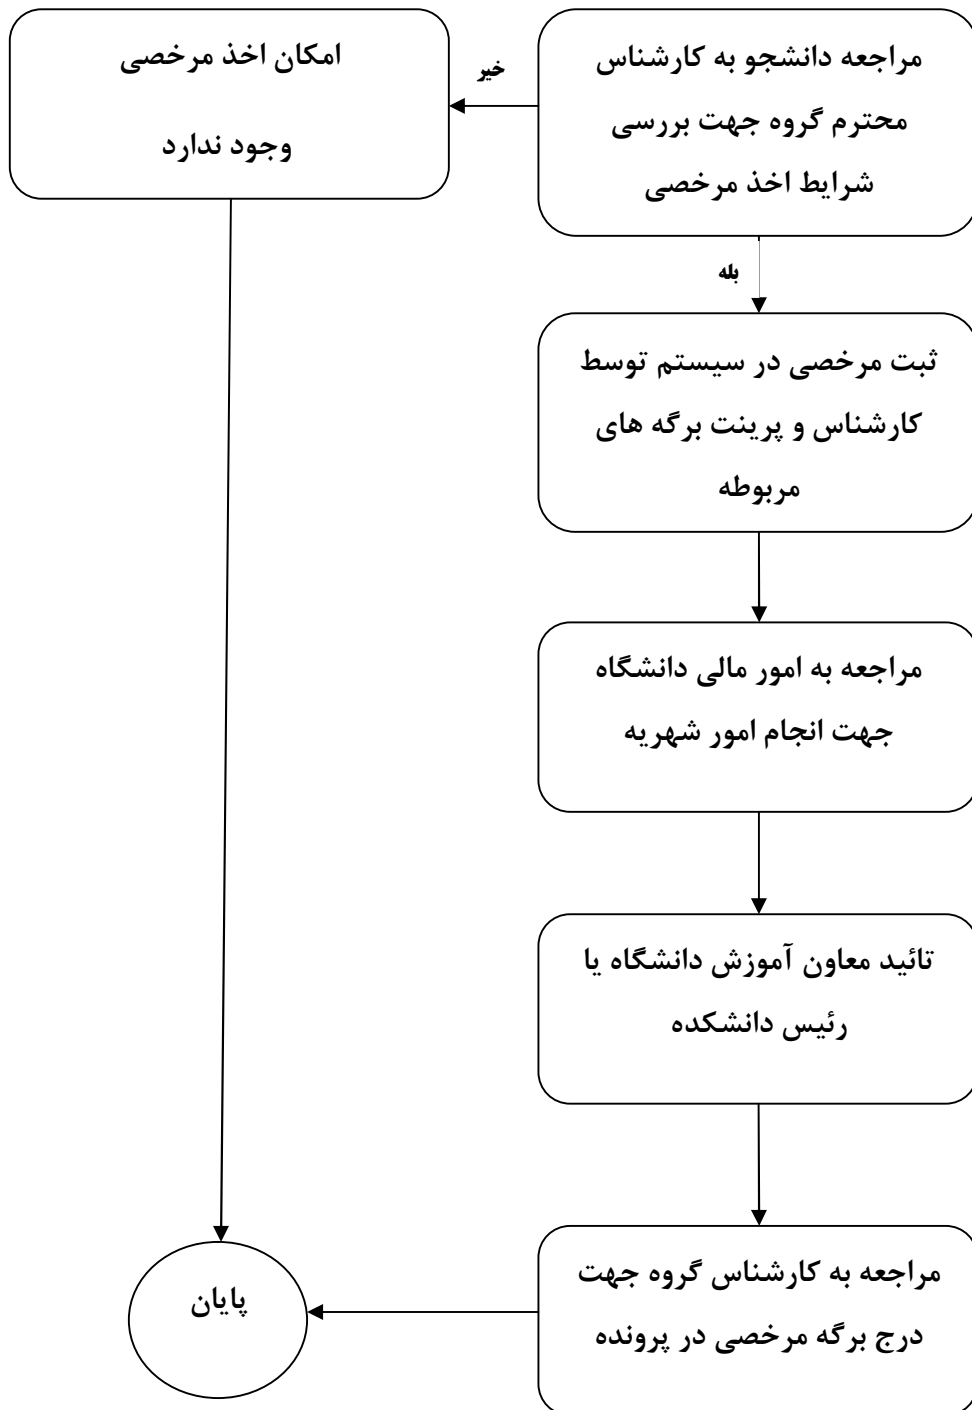 مراجعه دانشجو به کارشناس
محترم گروه جهت بررسی
شرایط اخذ مرخصی
خیر
امکان اخذ مرخصی
وجود ندارد
بله
ثبت مرخصی در سیستم توسط
کارشناس و پرینت برگه های
مربوطه
مراجعه به امور مالی دانشگاه
جهت انجام امور شهریه
تائید معاون آموزش دانشگاه یا
رئیس دانشکده
مراجعه به کارشناس گروه جهت
درج برگه مرخصی در پرونده
پایان